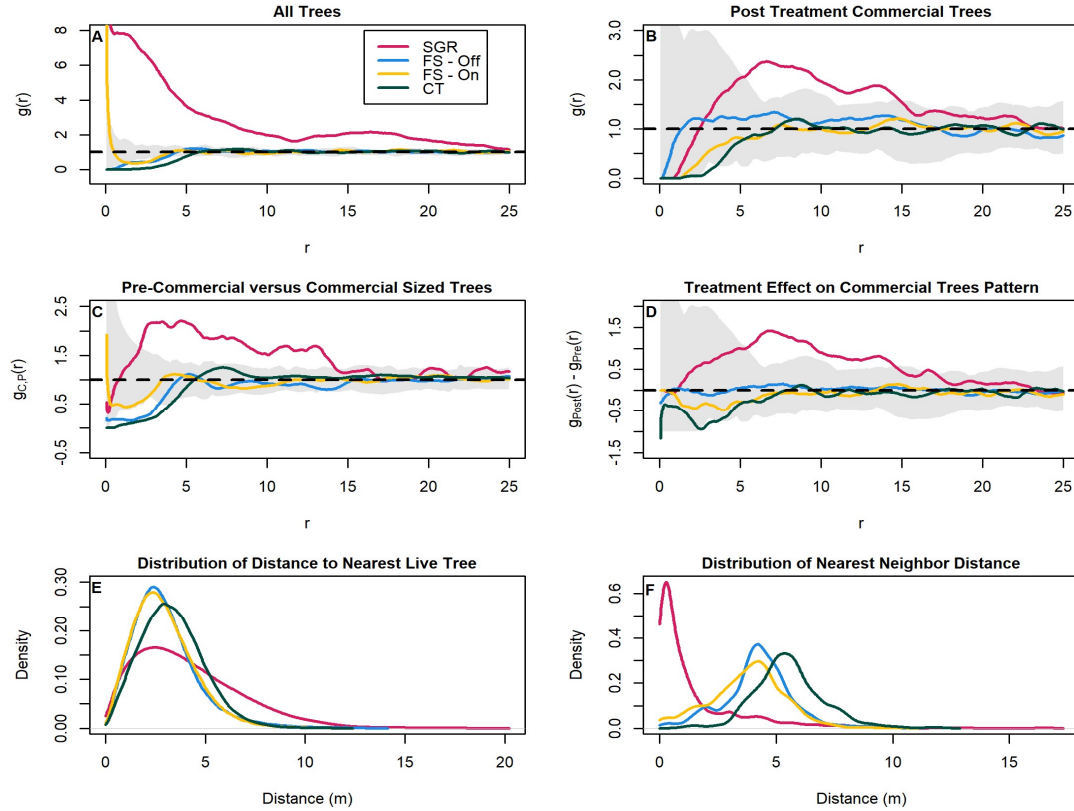 All Trees
A
g(r)
8
6
4
2
0
SGR
FS - Off
FS - On
CT
0 5 10 15 20 25
r
Post Treatment Commercial Trees
B
g(r)
3.0
2.0
1.0
0.0
0 5 10 15 20 25
r
Pre-Commercial versus Commercial Sized Trees
C
gC,P(r)
2.5
1.5
0.5
-0.5
0 5 10 15 20 25
r
Treatment Effect on Commercial Trees Pattern
D
gPost(r) - gPre(r)
1.5
0.5
-0.5
-1.5
0 5 10 15 20 25
r
Distribution of Distance to Nearest Live Tree
E
Density
0.30
0.20
0.10
0.00
0 5 10 15 20
Distance (m)
Distribution of Nearest Neighbor Distance
F
Density
0.6
0.4
0.2
0.0
0 5 10 15
Distance (m)